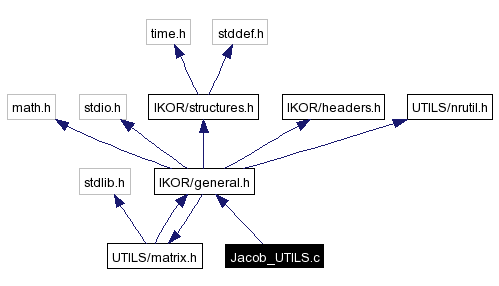 time.h
stddef.h
math.h
stdio.h
IKOR/structures.h
IKOR/headers.h
UTILS/nrutil.h
stdlib.h
IKOR/general.h
UTILS/matrix.h
Jacob_UTILS.c